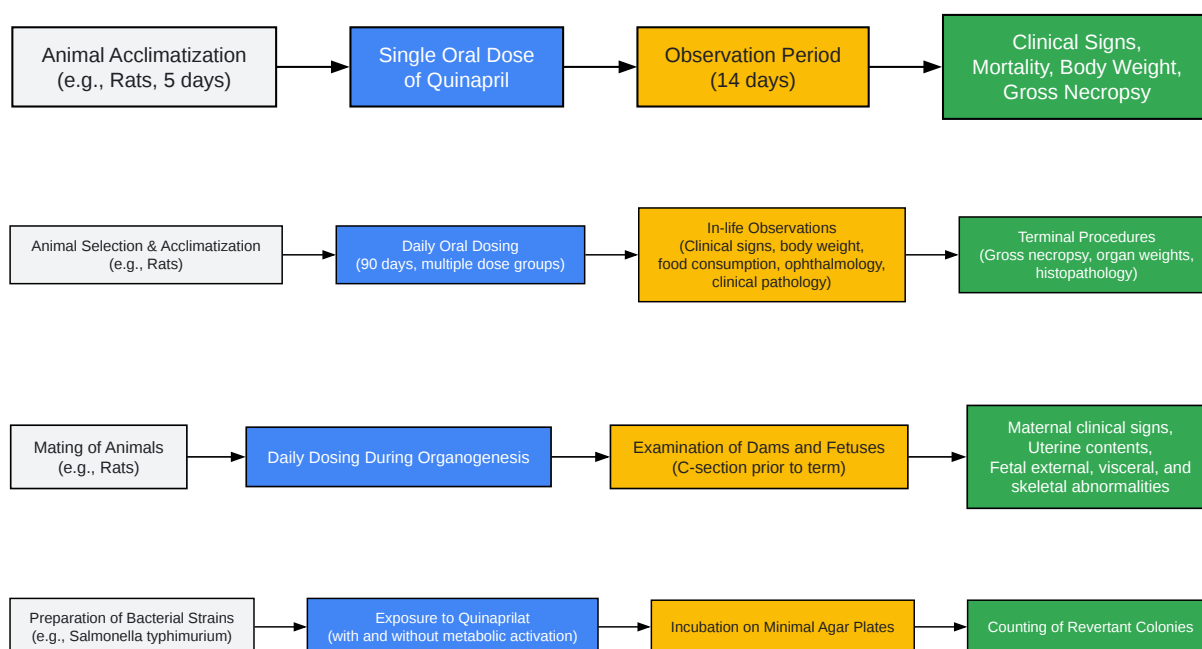 Animal Acclimatization
(e.g., Rats, 5 days)
Single Oral Dose
of Quinapril
Observation Period
(14 days)
Clinical Signs,
Mortality, Body Weight,
Gross Necropsy
Animal Selection & Acclimatization
(e.g., Rats)
Daily Oral Dosing
(90 days, multiple dose groups)
In-life Observations
(Clinical signs, body weight,
food consumption, ophthalmology,
clinical pathology)
Terminal Procedures
(Gross necropsy, organ weights,
histopathology)
Mating of Animals
(e.g., Rats)
Daily Dosing During Organogenesis
Examination of Dams and Fetuses
(C-section prior to term)
Maternal clinical signs,
Uterine contents,
Fetal external, visceral, and
skeletal abnormalities
Preparation of Bacterial Strains
(e.g., Salmonella typhimurium)
Exposure to Quinaprilat
(with and without metabolic activation)
Incubation on Minimal Agar Plates
Counting of Revertant Colonies